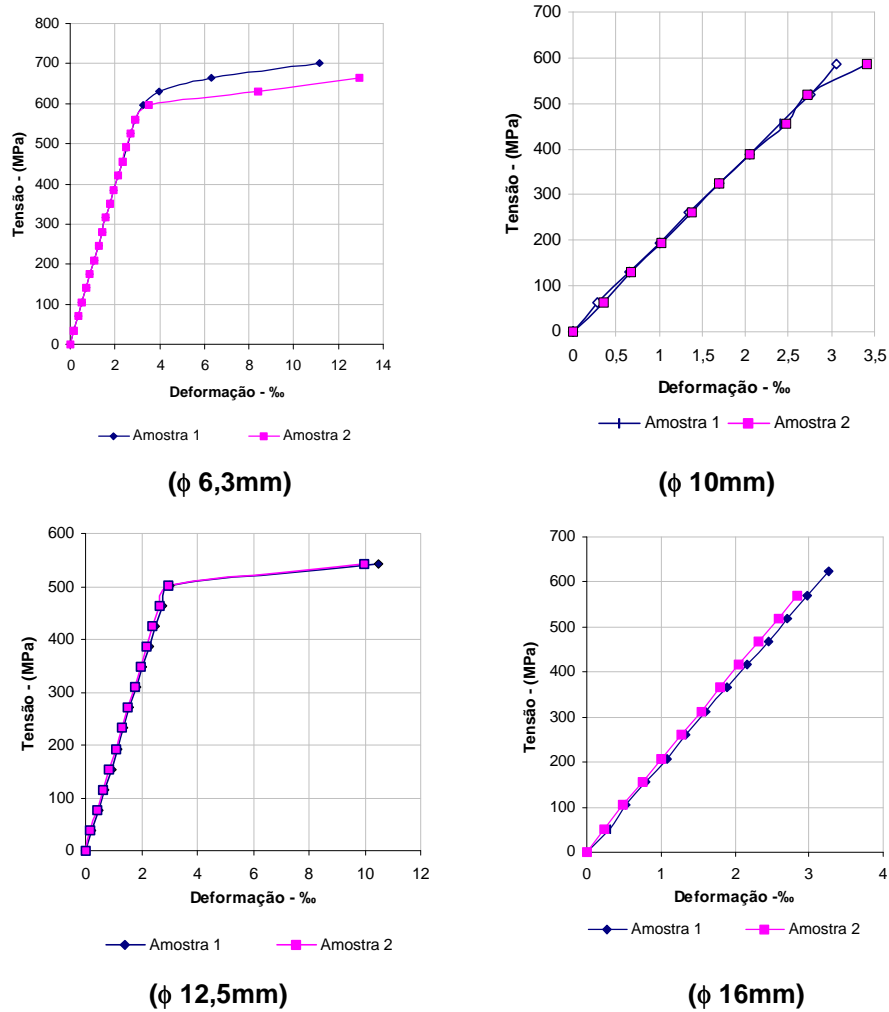 800
700
600
500
400
300
200
100
0
Tensão - (MPa)
0 2 4 6 8 10 12 14
Deformação - ‰
Amostra 1 Amostra 2
(ϕ 6,3mm)
700
600
500
400
300
200
100
0
Tensão - (MPa)
0 0,5 1 1,5 2 2,5 3 3,5
Deformação - ‰
Amostra 1 Amostra 2
(ϕ 10mm)
600
500
400
300
200
100
0
Tensão - (MPa)
0 2 4 6 8 10 12
Deformação - ‰
Amostra 1 Amostra 2
(ϕ 12,5mm)
700
600
500
400
300
200
100
0
Tensão - (MPa)
0 1 2 3 4
Deformação -‰
Amostra 1 Amostra 2
(ϕ 16mm)